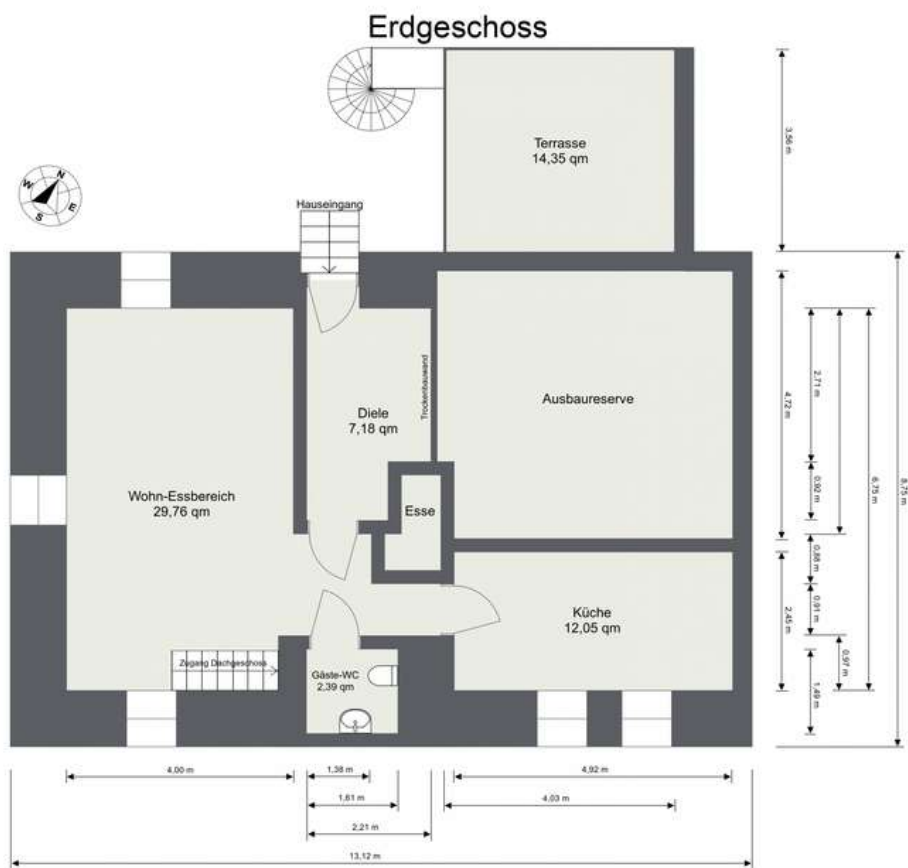 Erdgeschoss
Terrasse
14,35 qm
3,56 m
N
W
E
S
Hauseingang
Trockenbauwand
Diele
7,18 qm
Ausbaureserve
Wohn-Essbereich
29,76 qm
Esse
Küche
12,05 qm
Zugang Dachgeschoss
Gäste-WC
2,39 qm
4,72 m
2,71 m
0,92 m
6,75 m
8,75 m
0,88 m
0,91 m
2,45 m
0,97 m
1,49 m
4,00 m
1,38 m
4,92 m
1,61 m
4,03 m
2,21 m
13,12 m